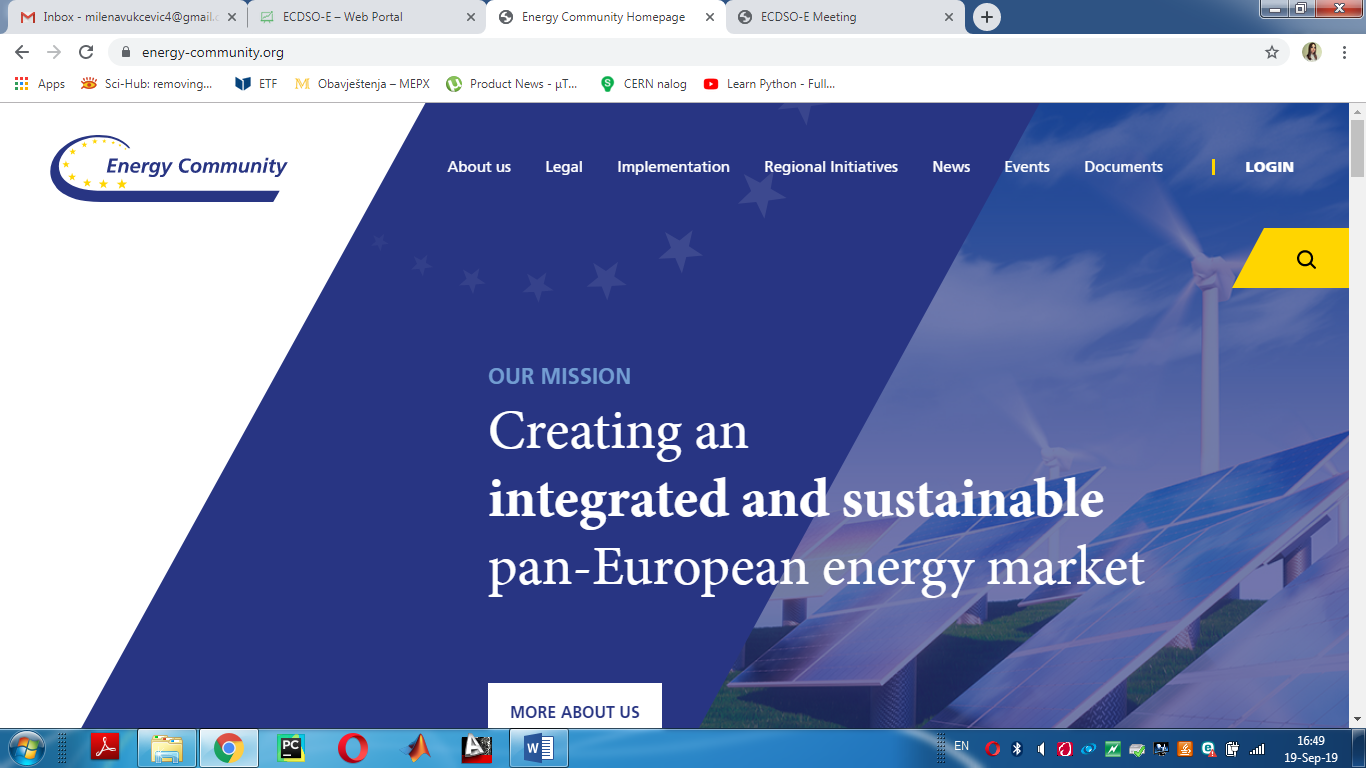 Inbox - milenavukcevic4@gmail.c
ECDSO-E – Web Portal
Energy Community Homepage
ECDSO-E Meeting
energy-community.org
Apps
Sci-Hub: removing...
ETF
Obavještenja – MEPX
Product News - µT...
CERN nalog
Learn Python - Full...
Energy Community
About us
Legal
Implementation
Regional Initiatives
News
Events
Documents
LOGIN
OUR MISSION
Creating an
integrated and sustainable
pan-European energy market
MORE ABOUT US
PC
EN
16:49
19-Sep-19